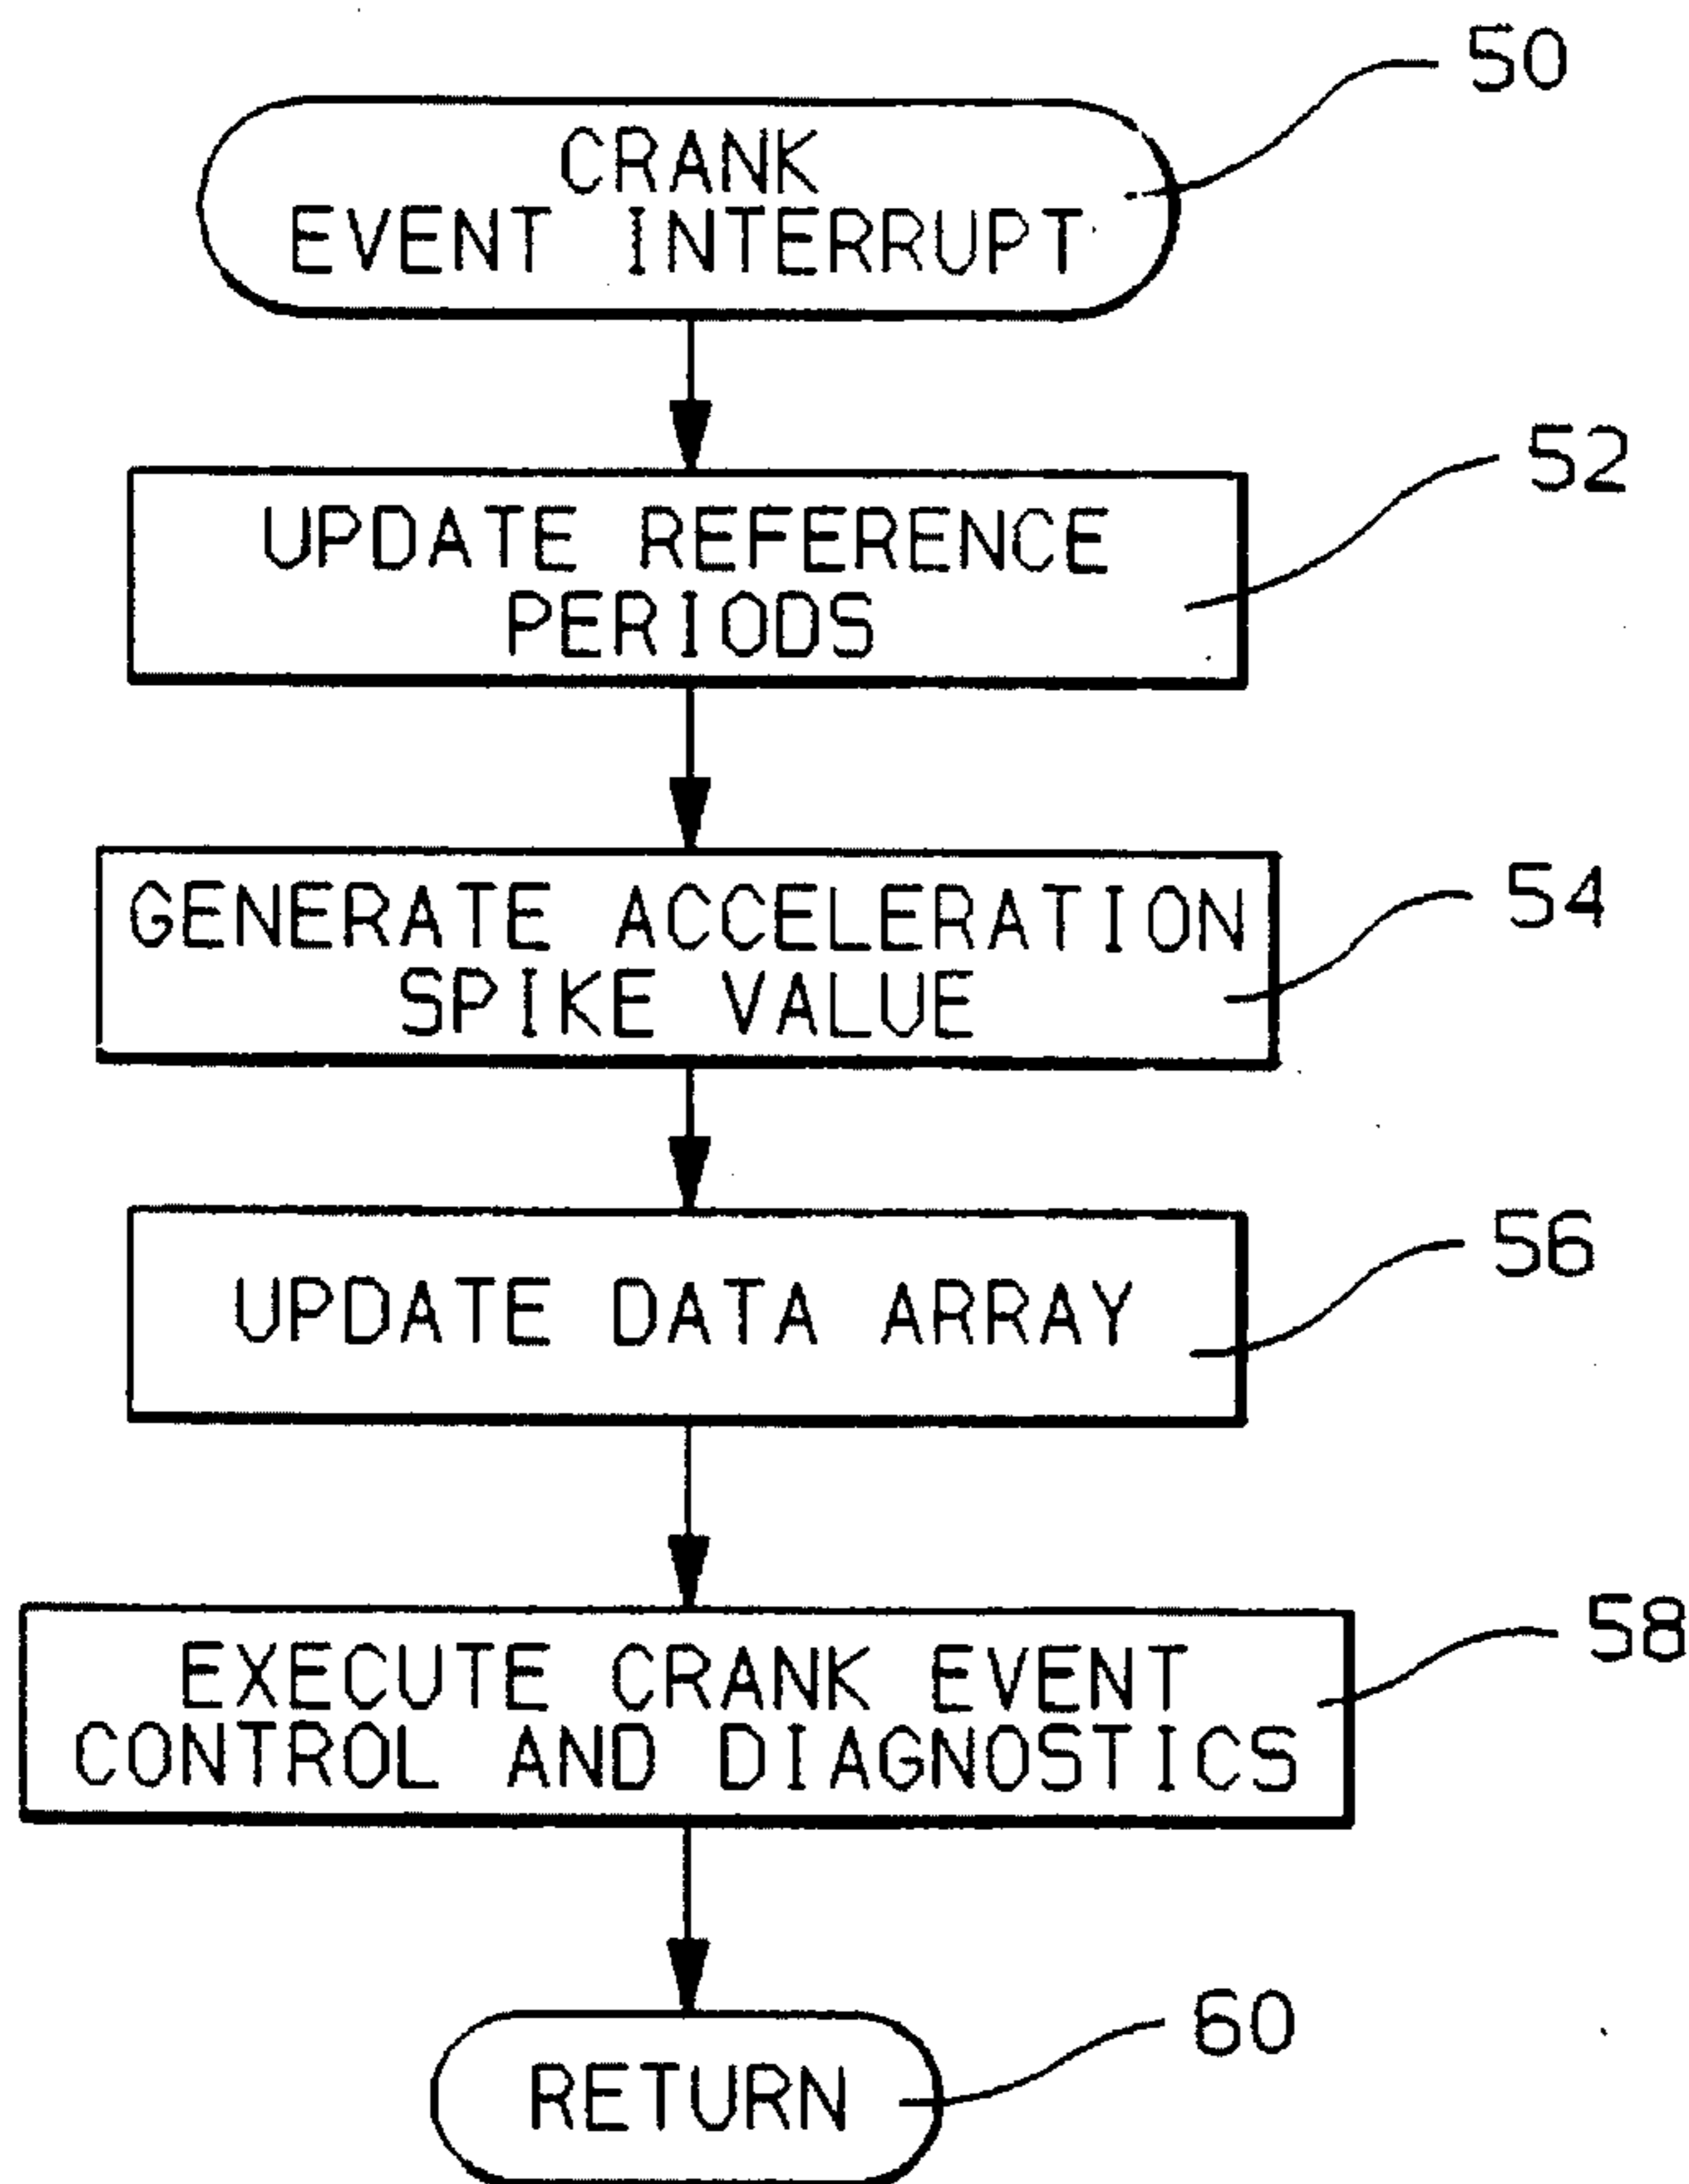 50
CRANK
EVENT INTERRUPT
52
UPDATE REFERENCE
PERIODS
54
GENERATE ACCELERATION
SPIKE VALUE
56
UPDATE DATA ARRAY
58
EXECUTE CRANK EVENT
CONTROL AND DIAGNOSTICS
60
RETURN